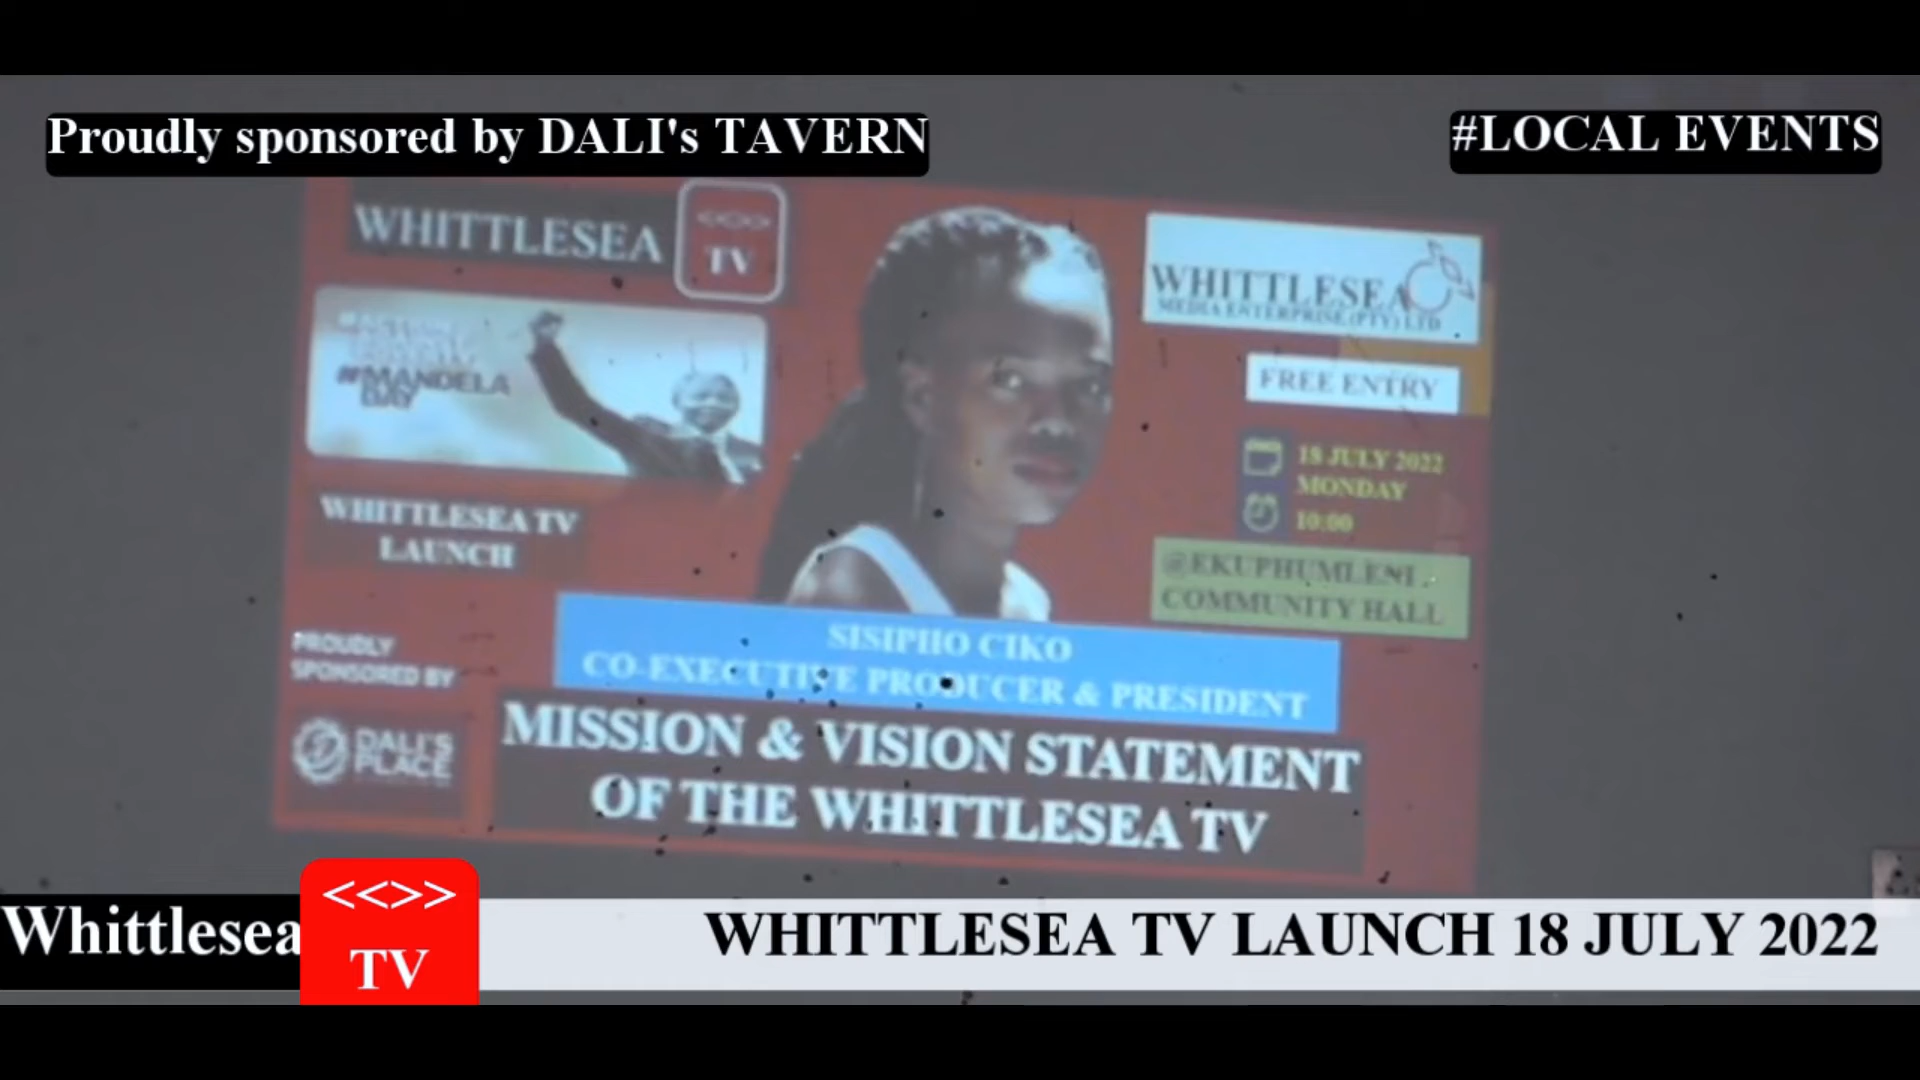 Proudly sponsored by DALI's TAVERN
#LOCAL EVENTS
WHITTLESEA
<<>>
TV
WHITTLESEA
MEDIA ENTERPRISE (PTY) LTD
#MANDELA
DAY
FREE ENTRY
18 JULY 2022
MONDAY
10:00
WHITTLESEA TV
LAUNCH
@EKUPHUMLENI
COMMUNITY HALL
SISIPHO CIKO
CO-EXECUTIVE PRODUCER & PRESIDENT
PROUDLY
SPONSORED BY
DALI'S
PLACE
MISSION & VISION STATEMENT
OF THE WHITTLESEA TV
Whittlesea
<<>>
TV
WHITTLESEA TV LAUNCH 18 JULY 2022